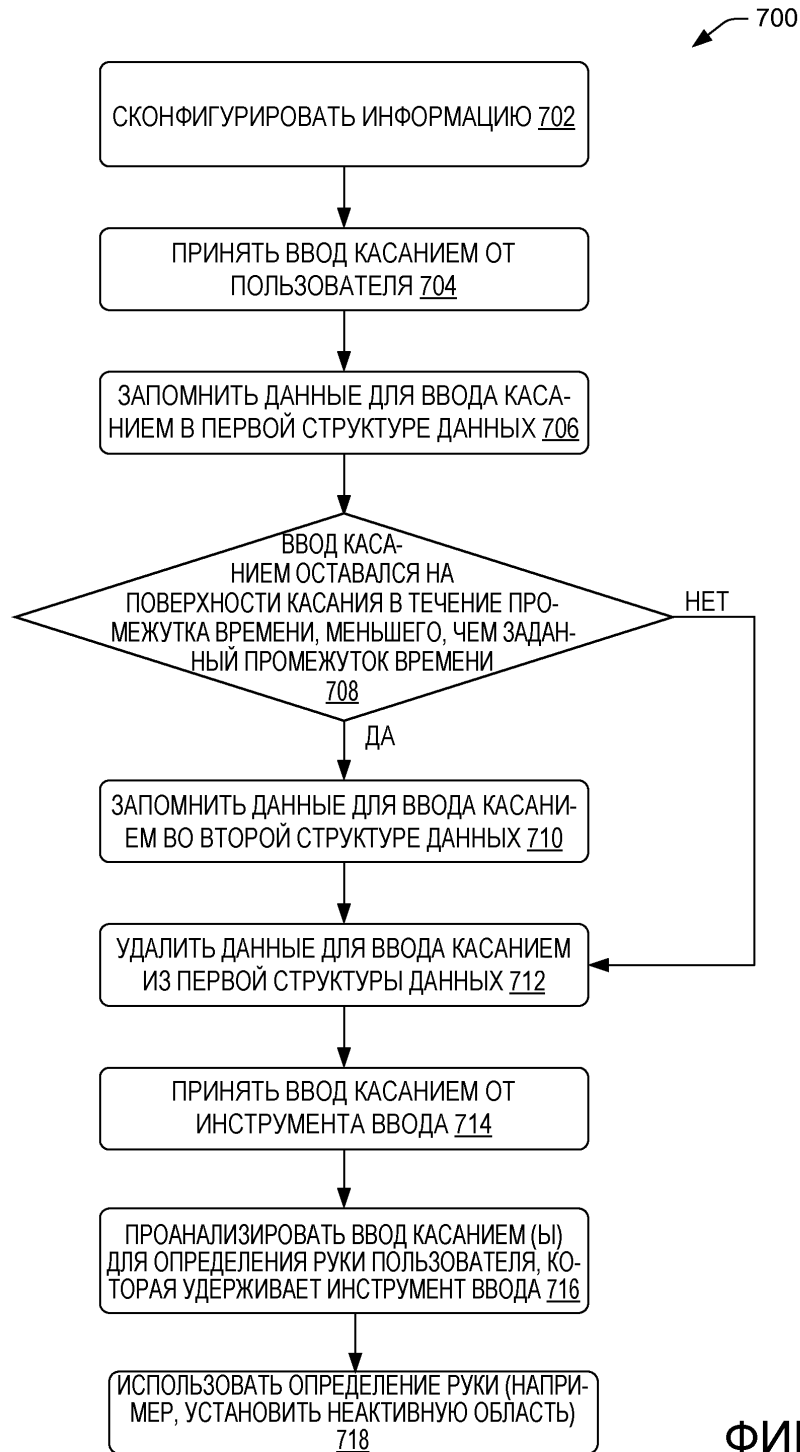 700
СКОНФИГУРИРОВАТЬ ИНФОРМАЦИЮ 702
ПРИНЯТЬ ВВОД КАСАНИЕМ ОТ
ПОЛЬЗОВАТЕЛЯ 704
ЗАПОМНИТЬ ДАННЫЕ ДЛЯ ВВОДА КАСА-
НИЕМ В ПЕРВОЙ СТРУКТУРЕ ДАННЫХ 706
ВВОД КАСА-
НИЕМ ОСТАВАЛСЯ НА
ПОВЕРХНОСТИ КАСАНИЯ В ТЕЧЕНИЕ ПРО-
МЕЖУТКА ВРЕМЕНИ, МЕНЬШЕГО, ЧЕМ ЗАДАН-
НЫЙ ПРОМЕЖУТОК ВРЕМЕНИ
708
НЕТ
ДА
ЗАПОМНИТЬ ДАННЫЕ ДЛЯ ВВОДА КАСАНИ-
ЕМ ВО ВТОРОЙ СТРУКТУРЕ ДАННЫХ 710
УДАЛИТЬ ДАННЫЕ ДЛЯ ВВОДА КАСАНИЕМ
ИЗ ПЕРВОЙ СТРУКТУРЫ ДАННЫХ 712
ПРИНЯТЬ ВВОД КАСАНИЕМ ОТ
ИНСТРУМЕНТА ВВОДА 714
ПРОАНАЛИЗИРОВАТЬ ВВОД КАСАНИЕМ (Ы)
ДЛЯ ОПРЕДЕЛЕНИЯ РУКИ ПОЛЬЗОВАТЕЛЯ, КО-
ТОРАЯ УДЕРЖИВАЕТ ИНСТРУМЕНТ ВВОДА 716
ИСПОЛЬЗОВАТЬ ОПРЕДЕЛЕНИЕ РУКИ (НАПРИ-
МЕР, УСТАНОВИТЬ НЕАКТИВНУЮ ОБЛАСТЬ)
718